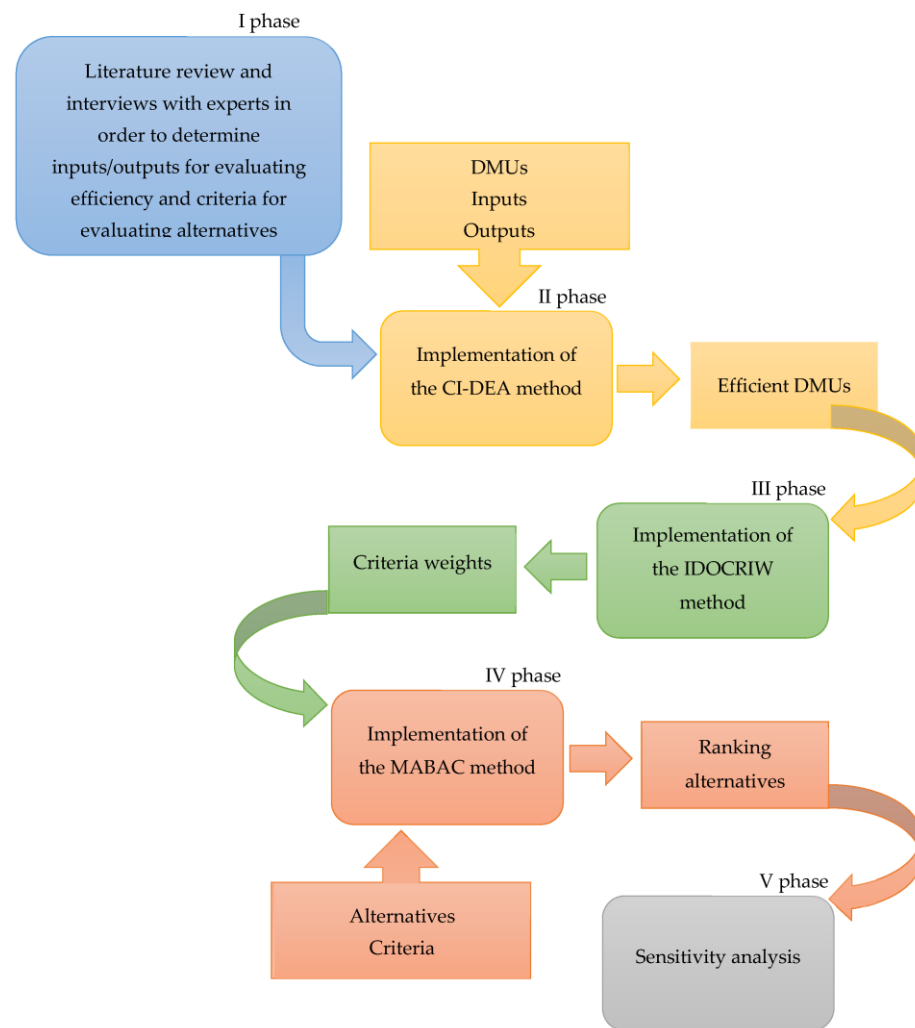 I phase
Literature review and
interviews with experts in
order to determine
inputs/outputs for evaluating
efficiency and criteria for
evaluating alternatives
DMUs
Inputs
Outputs
II phase
Implementation of
the CI-DEA method
Efficient DMUs
III phase
Implementation of
the IDOCRIW
method
Criteria weights
IV phase
Implementation of
the MABAC method
Ranking
alternatives
Alternatives
Criteria
V phase
Sensitivity analysis